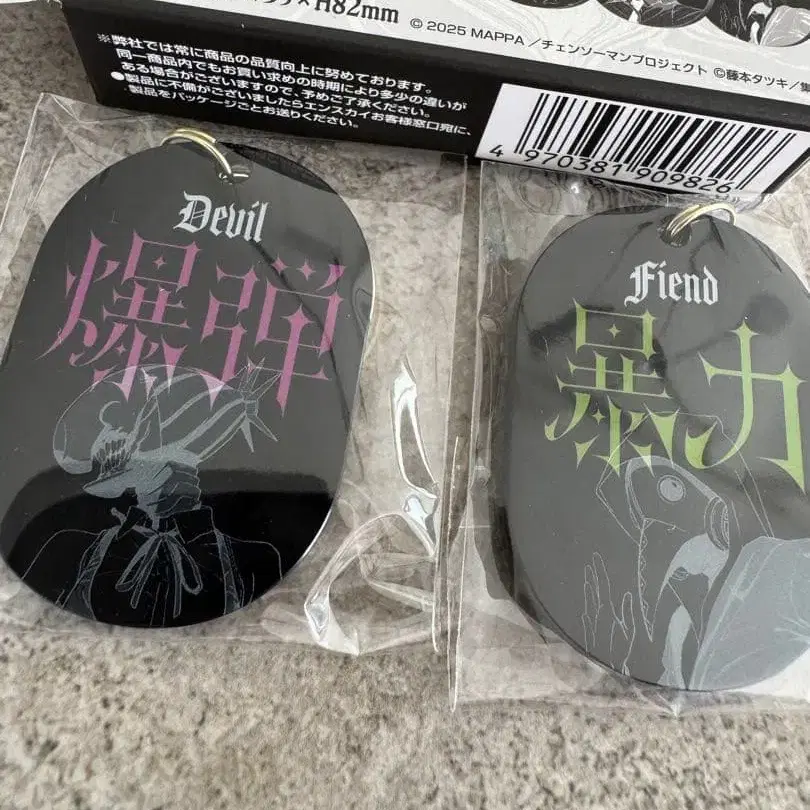 ×H82mm
© 2025 MAPPA／チェンソーマンプロジェクト ©藤本タツキ／集
※弊社では常に商品の品質向上に努めております。
同一商品内でもお買い求めの時期により多少の違いが
ある場合がございますので、予めご了承ください。
●製品に不備がございましたらエンスカイお客様窓口宛に、
製品をパッケージごとお送りください。
4 970381 909826
Devil
爆弾
Fiend
暴力